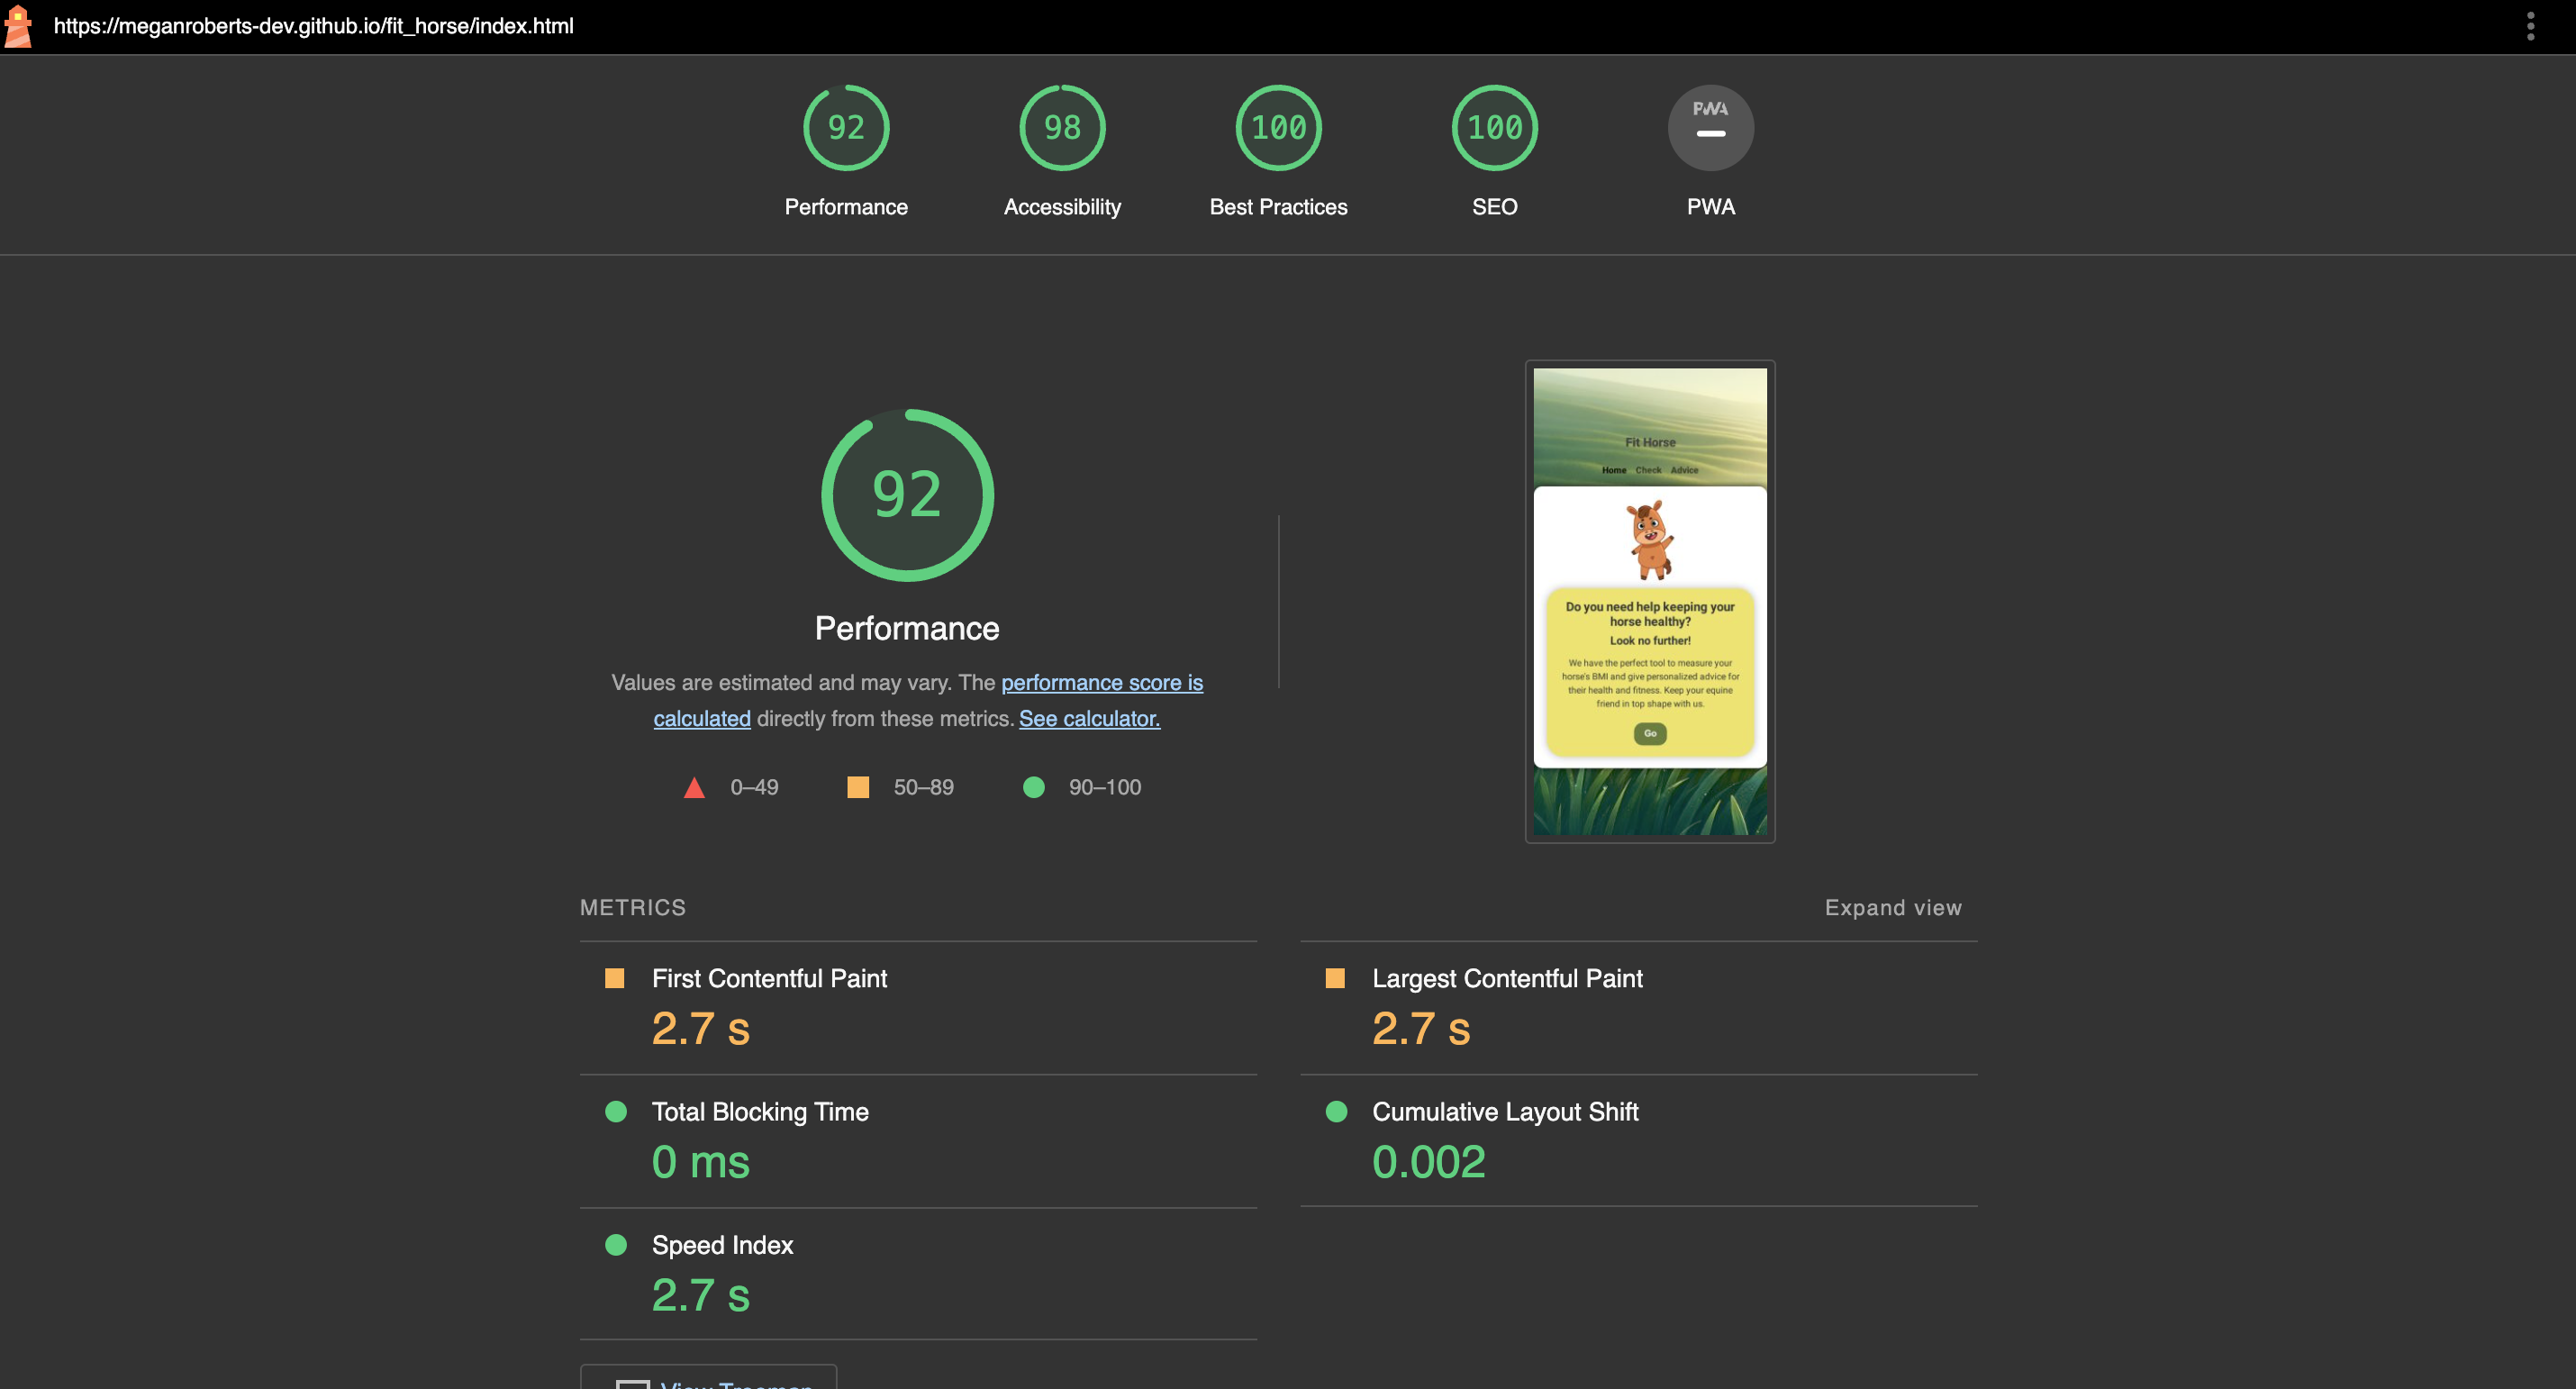 https://meganroberts-dev.github.io/fit_horse/index.html
92
98
100
100
PWA
Performance
Accessibility
Best Practices
SEO
PWA
92
Performance
Values are estimated and may vary. The performance score is
calculated directly from these metrics. See calculator.
0–49
50–89
90–100
Fit Horse
Home Check Advice
Do you need help keeping your
horse healthy?
Look no further!
We have the perfect tool to measure your
horse's BMI and give personalized advice for
their health and fitness. Keep your equine
friend in top shape with us.
Go
METRICS
Expand view
First Contentful Paint
2.7 s
Largest Contentful Paint
2.7 s
Total Blocking Time
0 ms
Cumulative Layout Shift
0.002
Speed Index
2.7 s
View Treemap